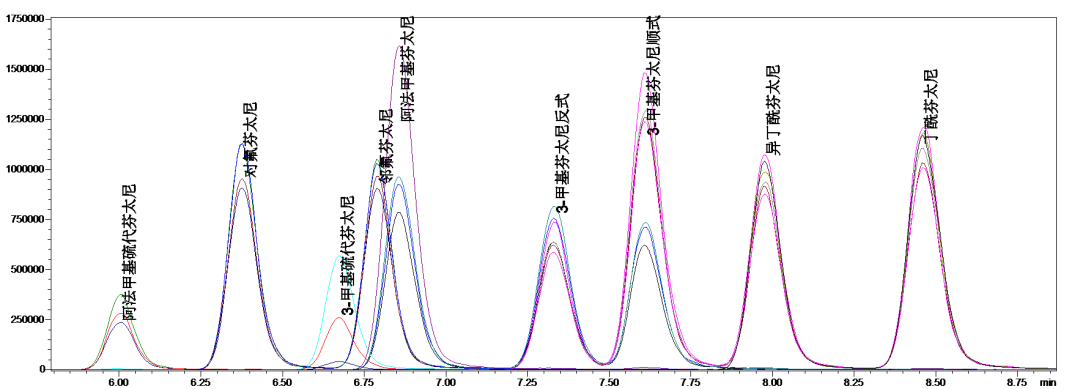 1750000
1500000
1250000
1000000
750000
500000
250000
0
阿法甲基硫代芬太尼
对氟芬太尼
3-甲基硫代芬太尼
邻氟芬太尼
阿法甲基芬太尼
3-甲基芬太尼反式
3-甲基芬太尼顺式
异丁酰芬太尼
丁酰芬太尼
6.00 6.25 6.50 6.75 7.00 7.25 7.50 7.75 8.00 8.25 8.50 8.75 min